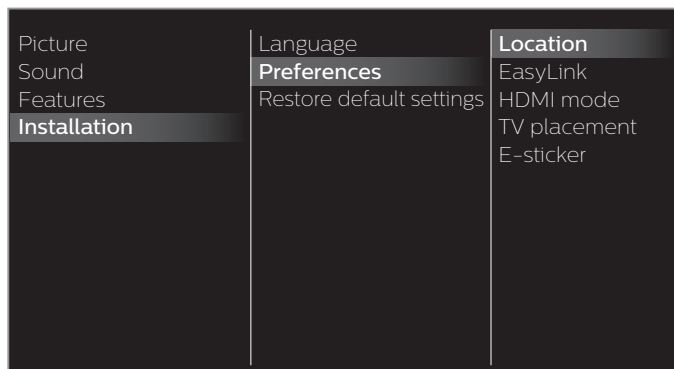 Picture
Sound
Features
Installation
Language
Preferences
Restore default settings
Location
EasyLink
HDMI mode
TV placement
E-sticker